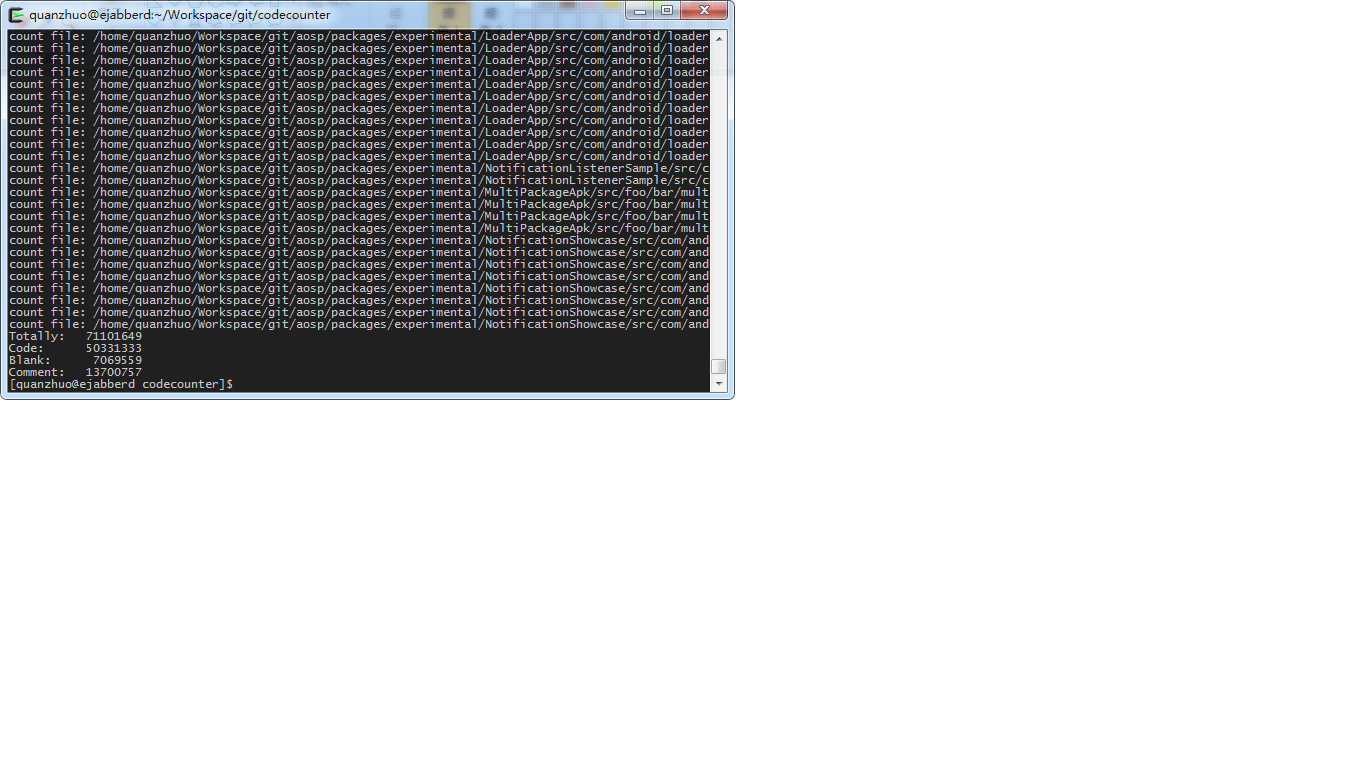 quanzhuo@ejabberd:~/Workspace/git/codecounter
count file: /home/quanzhuo/Workspace/git/aosp/packages/experimental/LoaderApp/src/com/android/loader
count file: /home/quanzhuo/Workspace/git/aosp/packages/experimental/LoaderApp/src/com/android/loader
count file: /home/quanzhuo/Workspace/git/aosp/packages/experimental/LoaderApp/src/com/android/loader
count file: /home/quanzhuo/Workspace/git/aosp/packages/experimental/LoaderApp/src/com/android/loader
count file: /home/quanzhuo/Workspace/git/aosp/packages/experimental/LoaderApp/src/com/android/loader
count file: /home/quanzhuo/Workspace/git/aosp/packages/experimental/LoaderApp/src/com/android/loader
count file: /home/quanzhuo/Workspace/git/aosp/packages/experimental/LoaderApp/src/com/android/loader
count file: /home/quanzhuo/Workspace/git/aosp/packages/experimental/LoaderApp/src/com/android/loader
count file: /home/quanzhuo/Workspace/git/aosp/packages/experimental/LoaderApp/src/com/android/loader
count file: /home/quanzhuo/Workspace/git/aosp/packages/experimental/LoaderApp/src/com/android/loader
count file: /home/quanzhuo/Workspace/git/aosp/packages/experimental/LoaderApp/src/com/android/loader
count file: /home/quanzhuo/Workspace/git/aosp/packages/experimental/NotificationListenerSample/src/c
count file: /home/quanzhuo/Workspace/git/aosp/packages/experimental/NotificationListenerSample/src/c
count file: /home/quanzhuo/Workspace/git/aosp/packages/experimental/MultiPackageApk/src/foo/bar/mult
count file: /home/quanzhuo/Workspace/git/aosp/packages/experimental/MultiPackageApk/src/foo/bar/mult
count file: /home/quanzhuo/Workspace/git/aosp/packages/experimental/MultiPackageApk/src/foo/bar/mult
count file: /home/quanzhuo/Workspace/git/aosp/packages/experimental/MultiPackageApk/src/foo/bar/mult
count file: /home/quanzhuo/Workspace/git/aosp/packages/experimental/NotificationShowcase/src/com/and
count file: /home/quanzhuo/Workspace/git/aosp/packages/experimental/NotificationShowcase/src/com/and
count file: /home/quanzhuo/Workspace/git/aosp/packages/experimental/NotificationShowcase/src/com/and
count file: /home/quanzhuo/Workspace/git/aosp/packages/experimental/NotificationShowcase/src/com/and
count file: /home/quanzhuo/Workspace/git/aosp/packages/experimental/NotificationShowcase/src/com/and
count file: /home/quanzhuo/Workspace/git/aosp/packages/experimental/NotificationShowcase/src/com/and
count file: /home/quanzhuo/Workspace/git/aosp/packages/experimental/NotificationShowcase/src/com/and
count file: /home/quanzhuo/Workspace/git/aosp/packages/experimental/NotificationShowcase/src/com/and
Totally:   71101649
Code:      50331333
Blank:      7069559
Comment:   13700757
[quanzhuo@ejabberd codecounter]$